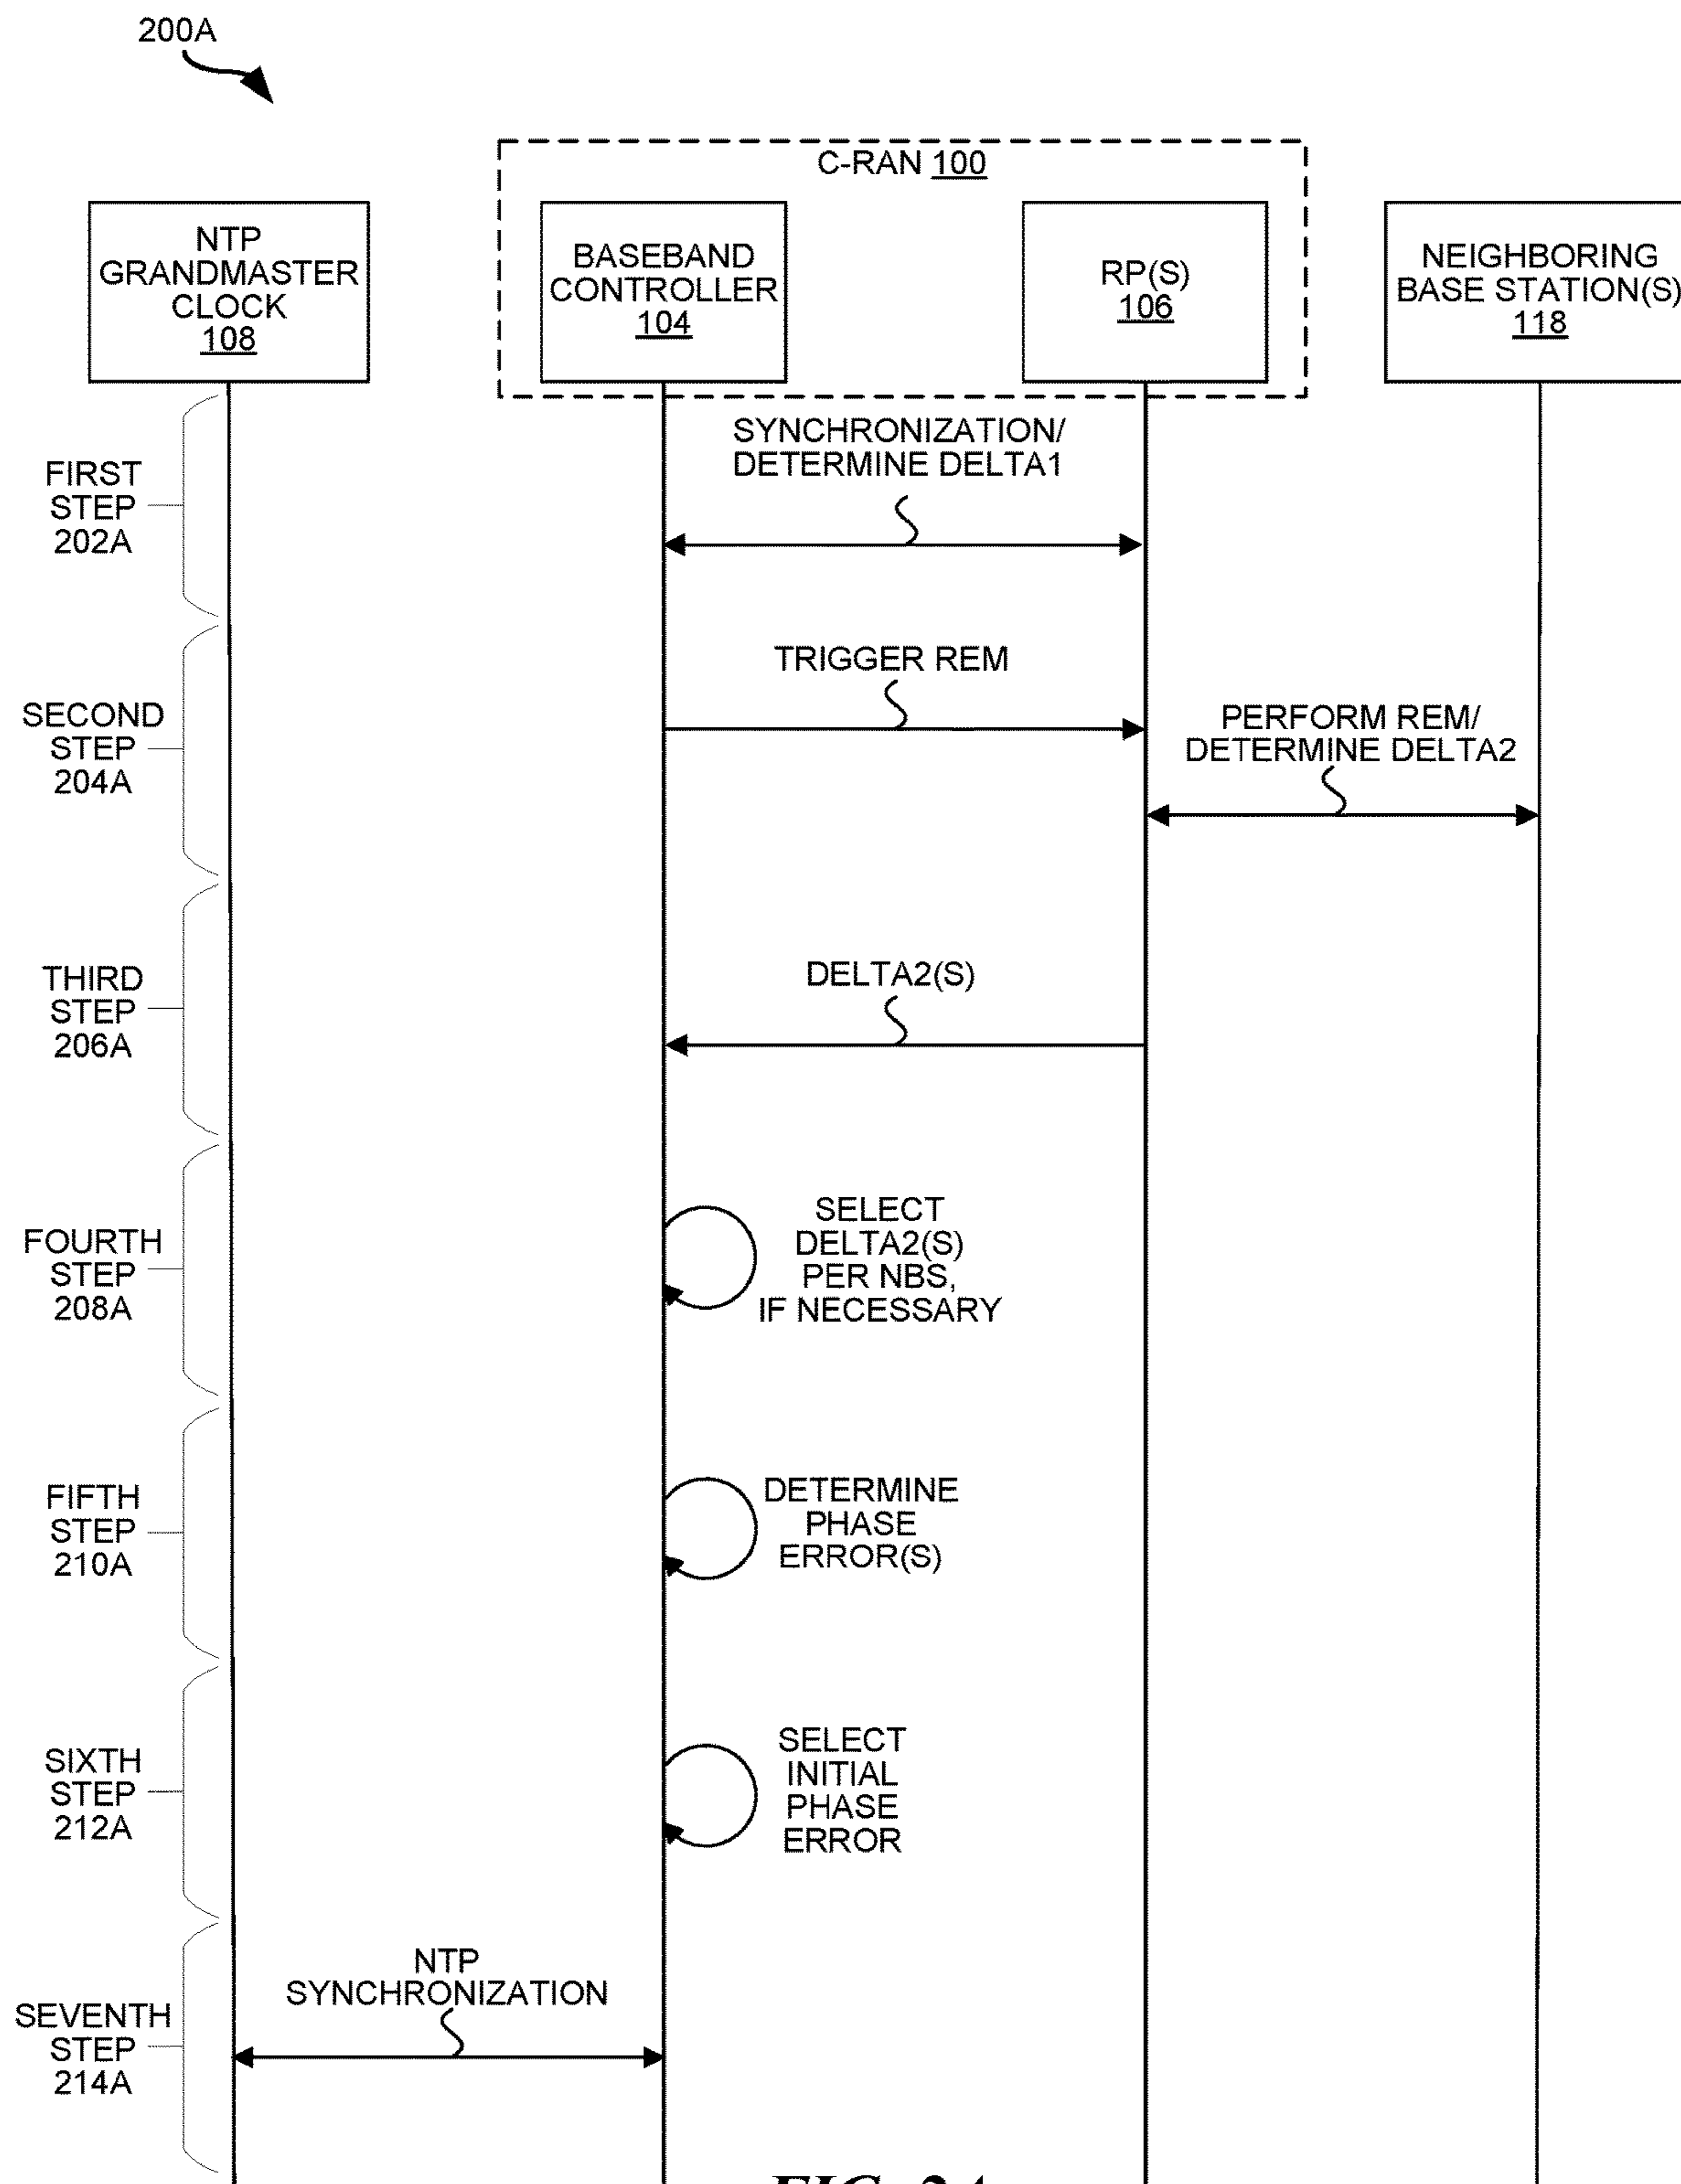 200A
C-RAN 100
NTP
GRANDMASTER
CLOCK
108
BASEBAND
CONTROLLER
104
RP(S)
106
NEIGHBORING
BASE STATION(S)
118
FIRST
STEP
202A
SYNCHRONIZATION/
DETERMINE DELTA1
SECOND
STEP
204A
TRIGGER REM
PERFORM REM/
DETERMINE DELTA2
THIRD
STEP
206A
DELTA2(S)
FOURTH
STEP
208A
SELECT
DELTA2(S)
PER NBS,
IF NECESSARY
FIFTH
STEP
210A
DETERMINE
PHASE
ERROR(S)
SIXTH
STEP
212A
SELECT
INITIAL
PHASE
ERROR
SEVENTH
STEP
214A
NTP
SYNCHRONIZATION
FIG. 2A